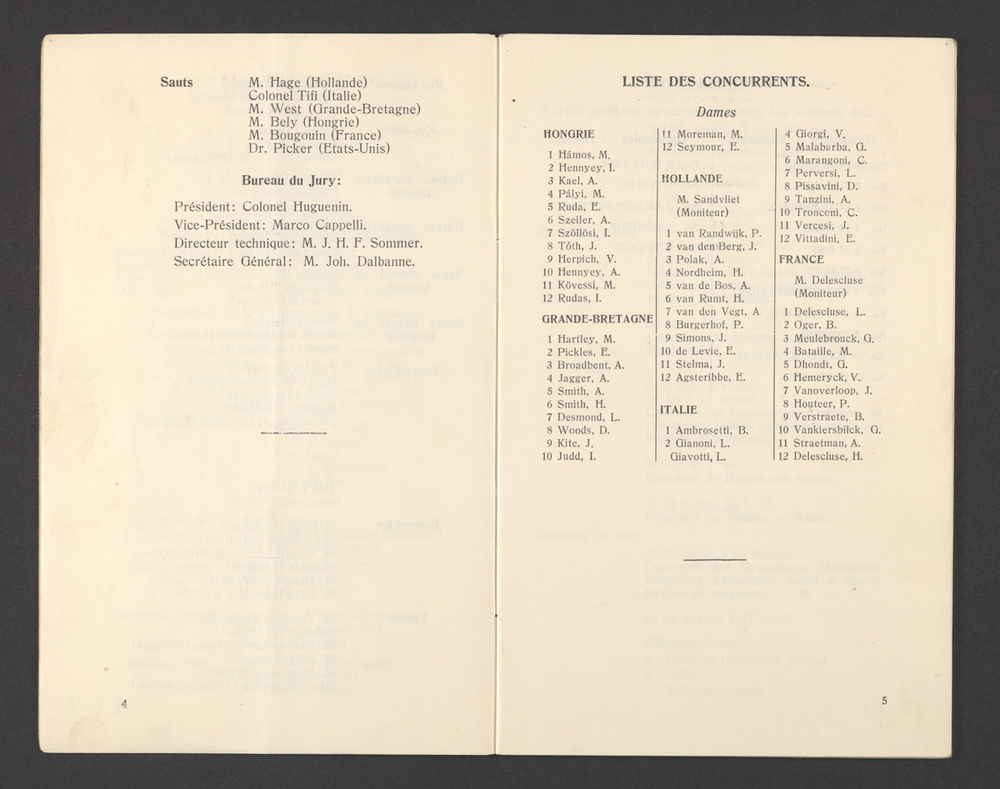 Sauts M. Hage (Hollande)
Colonel Tifi (Italie)
M. West (Grande-Bretagne)
M. Bely (Hongrie)
M. Bougouin (France)
Dr. Picker (Etats-Unis)
Bureau du Jury:
Président: Colonel Huguenin.
Vice-Président: Marco Cappelli.
Directeur technique: M. J. H. F. Sommer.
Secrétaire Général: M. Joh. Dalbanne.
4
LISTE DES CONCURRENTS.
Dames
HONGRIE
1 Hámos, M.
2 Hennyey, I.
3 Kael, A.
4 Pályi, M.
5 Ruda, E.
6 Szeiler, A.
7 Szöllösi, I.
8 Tóth, J.
9 Herpich, V.
10 Hennyey, A.
11 Kövessi, M.
12 Rudas, I.
GRANDE-BRETAGNE
1 Hartley, M.
2 Pickles, E.
3 Broadbent, A.
4 Jagger, A.
5 Smith, A.
6 Smith, H.
7 Desmond, L.
8 Woods, D.
9 Kite, J.
10 Judd, I.
11 Moreman, M.
12 Seymour, E.
HOLLANDE
M. Sandvliet
(Moniteur)
1 van Randwijk, P.
2 van den Berg, J.
3 Polak, A.
4 Nordheim, H.
5 van de Bos, A.
6 van Rumt, H.
7 van den Vegt, A
8 Burgerhof, P.
9 Simons, J.
10 de Levie, E.
11 Stelma, J.
12 Agsteribbe, E.
ITALIE
1 Ambrosetti, B.
2 Gianoni, L.
Giavotti, L.
4 Giorgi, V.
5 Malabarba, G.
6 Marangoni, C.
7 Perversi, L.
8 Pissavini, D.
9 Tanzini, A.
10 Tronconi, C.
11 Vercesi, J.
12 Vittadini, E.
FRANCE
M. Delescluse
(Moniteur)
1 Delescluse, L.
2 Oger, B.
3 Meulebrouck, G.
4 Bataille, M.
5 Dhondt, G.
6 Hemeryck, V.
7 Vanoverloop, J.
8 Houteer, P.
9 Verstraete, B.
10 Vankiersbilck, G.
11 Straetman, A.
12 Delescluse, H.
5